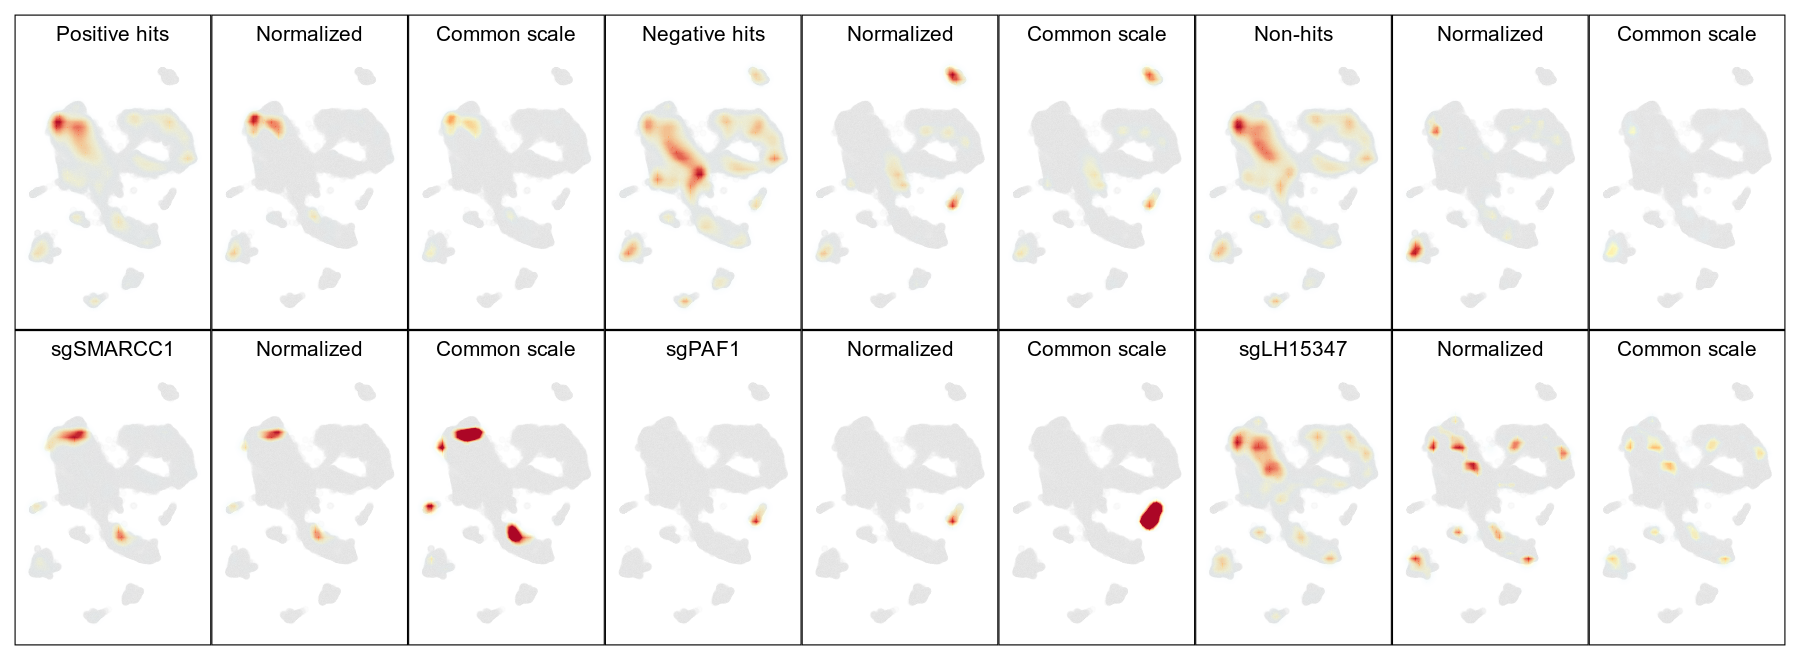 Positive hits
Normalized
Common scale
Negative hits
Normalized
Common scale
Non-hits
Normalized
Common scale
sgSMARCC1
Normalized
Common scale
sgPAF1
Normalized
Common scale
sgLH15347
Normalized
Common scale